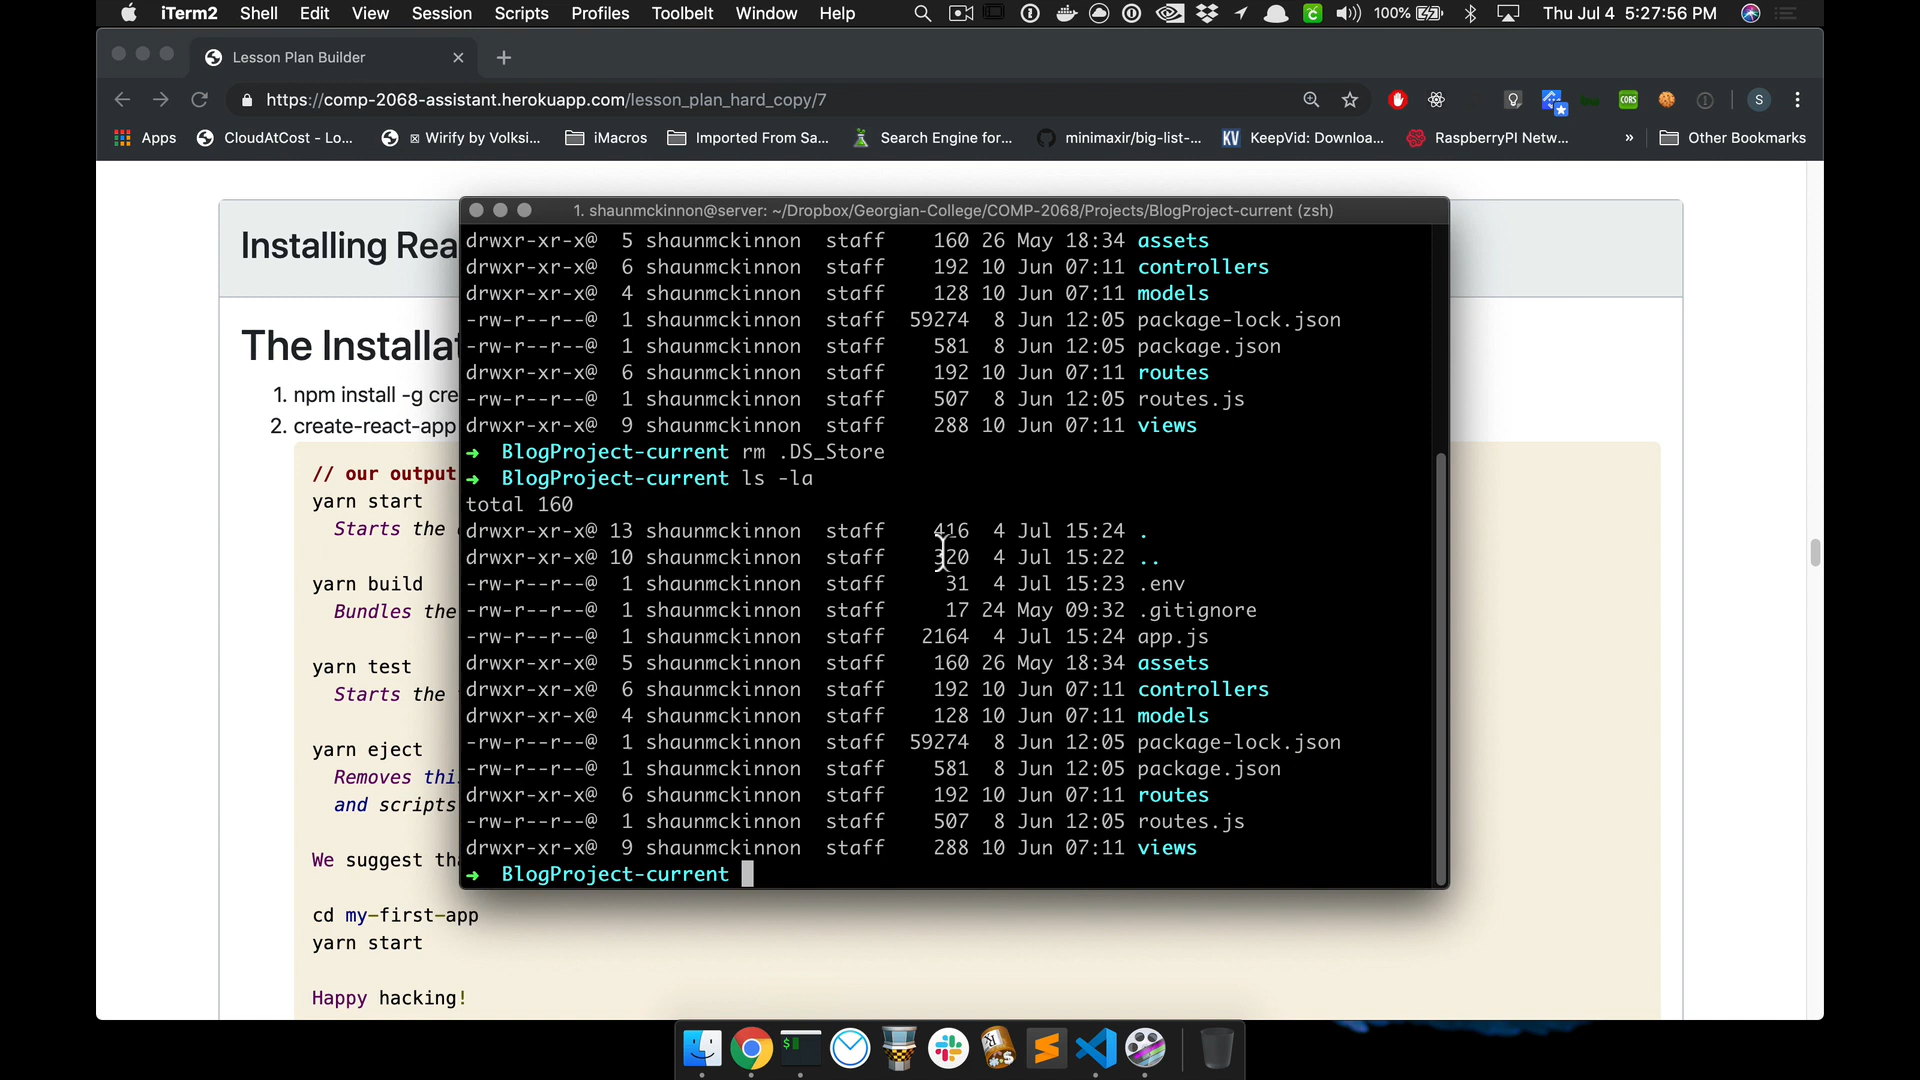 iTerm2 Shell Edit View Session Scripts Profiles Toolbelt Window Help 100% Thu Jul 4 5:27:56 PM
Lesson Plan Builder
https://comp-2068-assistant.herokuapp.com/lesson_plan_hard_copy/7
CORS S
Apps CloudAtCost - Lo... Wirify by Volksi... iMacros Imported From Sa... Search Engine for... minimaxir/big-list-... KV KeepVid: Downloa... RaspberryPI Netw... » Other Bookmarks
Installing Rea
The Installat
1. npm install -g cre
2. create-react-app
// our output
yarn start
Starts the
yarn build
Bundles the
yarn test
Starts the
yarn eject
Removes thi
and scripts
We suggest tha
cd my-first-app
yarn start
Happy hacking!
1. shaunmckinnon@server: ~/Dropbox/Georgian-College/COMP-2068/Projects/BlogProject-current (zsh)
drwxr-xr-x@ 5 shaunmckinnon staff 160 26 May 18:34 assets
drwxr-xr-x@ 6 shaunmckinnon staff 192 10 Jun 07:11 controllers
drwxr-xr-x@ 4 shaunmckinnon staff 128 10 Jun 07:11 models
-rw-r--r--@ 1 shaunmckinnon staff 59274 8 Jun 12:05 package-lock.json
-rw-r--r--@ 1 shaunmckinnon staff 581 8 Jun 12:05 package.json
drwxr-xr-x@ 6 shaunmckinnon staff 192 10 Jun 07:11 routes
-rw-r--r--@ 1 shaunmckinnon staff 507 8 Jun 12:05 routes.js
drwxr-xr-x@ 9 shaunmckinnon staff 288 10 Jun 07:11 views
➜ BlogProject-current rm .DS_Store
➜ BlogProject-current ls -la
total 160
drwxr-xr-x@ 13 shaunmckinnon staff 416 4 Jul 15:24 .
drwxr-xr-x@ 10 shaunmckinnon staff 320 4 Jul 15:22 ..
-rw-r--r--@ 1 shaunmckinnon staff 31 4 Jul 15:23 .env
-rw-r--r--@ 1 shaunmckinnon staff 17 24 May 09:32 .gitignore
-rw-r--r--@ 1 shaunmckinnon staff 2164 4 Jul 15:24 app.js
drwxr-xr-x@ 5 shaunmckinnon staff 160 26 May 18:34 assets
drwxr-xr-x@ 6 shaunmckinnon staff 192 10 Jun 07:11 controllers
drwxr-xr-x@ 4 shaunmckinnon staff 128 10 Jun 07:11 models
-rw-r--r--@ 1 shaunmckinnon staff 59274 8 Jun 12:05 package-lock.json
-rw-r--r--@ 1 shaunmckinnon staff 581 8 Jun 12:05 package.json
drwxr-xr-x@ 6 shaunmckinnon staff 192 10 Jun 07:11 routes
-rw-r--r--@ 1 shaunmckinnon staff 507 8 Jun 12:05 routes.js
drwxr-xr-x@ 9 shaunmckinnon staff 288 10 Jun 07:11 views
➜ BlogProject-current